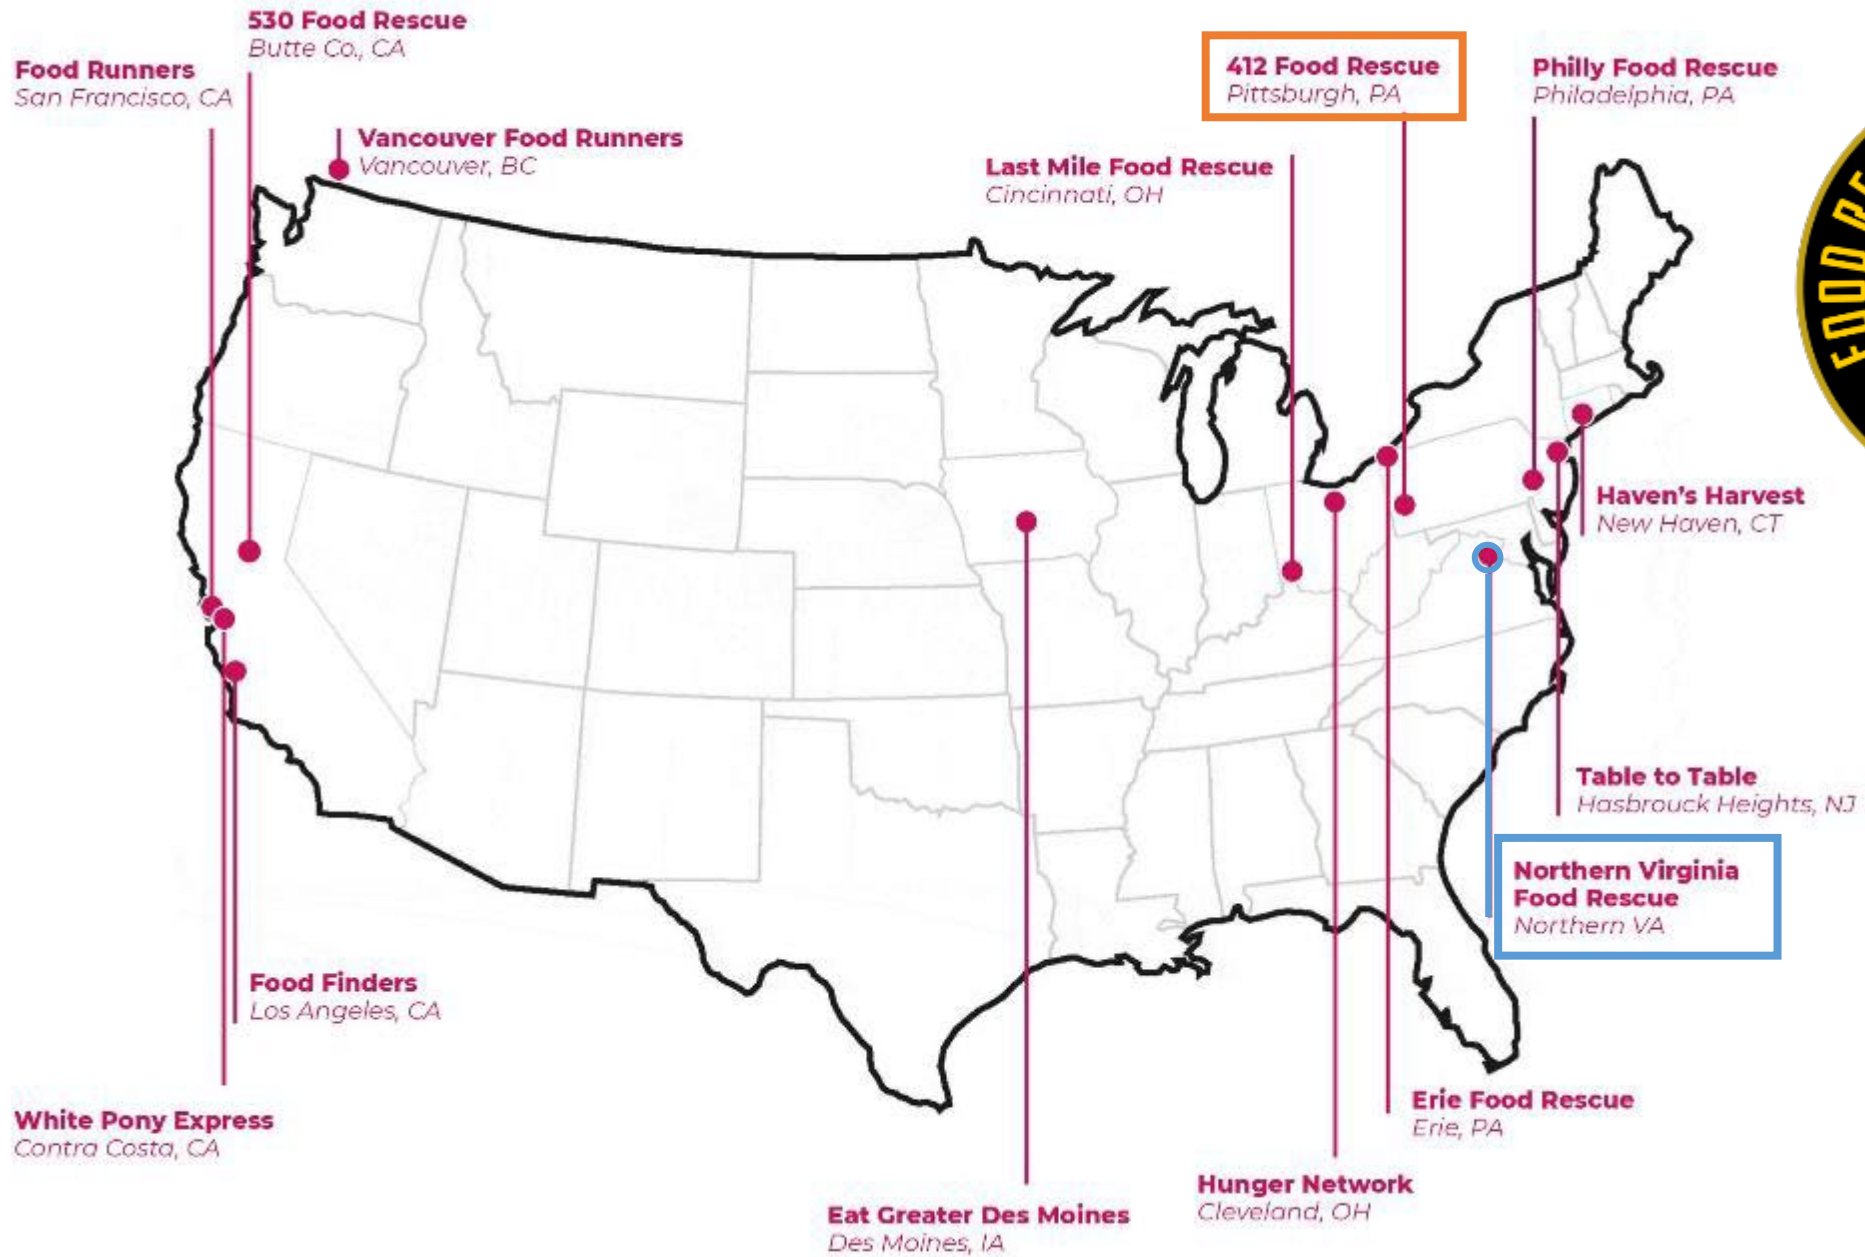 530 Food Rescue
Butte Co., CA
Food Runners
San Francisco, CA
Vancouver Food Runners
Vancouver, BC
412 Food Rescue
Pittsburgh, PA
Philly Food Rescue
Philadelphia, PA
Last Mile Food Rescue
Cincinnati, OH
Haven's Harvest
New Haven, CT
Table to Table
Hasbrouck Heights, NJ
Northern Virginia
Food Rescue
Northern VA
Food Finders
Los Angeles, CA
White Pony Express
Contra Costa, CA
Erie Food Rescue
Erie, PA
Hunger Network
Cleveland, OH
Eat Greater Des Moines
Des Moines, IA
FOOD